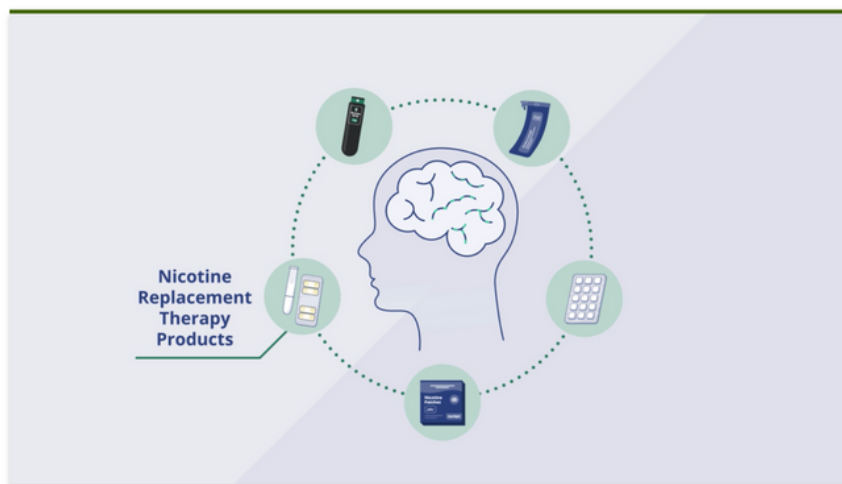 Nicotine
Replacement
Therapy
Products
Nicotine
Patches